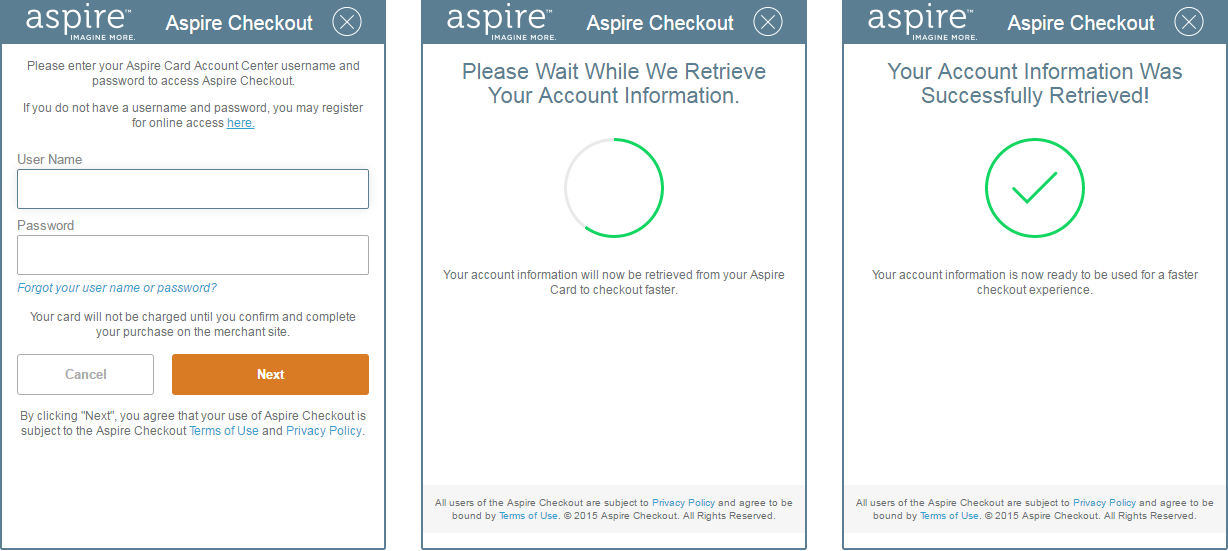 aspire™
IMAGINE MORE.
Aspire Checkout
Please enter your Aspire Card Account Center username and
password to access Aspire Checkout.
If you do not have a username and password, you may register
for online access here.
User Name
Password
Forgot your user name or password?
Your card will not be charged until you confirm and complete
your purchase on the merchant site.
Cancel
Next
By clicking "Next", you agree that your use of Aspire Checkout is
subject to the Aspire Checkout Terms of Use and Privacy Policy.
aspire™
IMAGINE MORE.
Aspire Checkout
Please Wait While We Retrieve
Your Account Information.
Your account information will now be retrieved from your Aspire
Card to checkout faster.
All users of the Aspire Checkout are subject to Privacy Policy and agree to be
bound by Terms of Use. © 2015 Aspire Checkout. All Rights Reserved.
aspire™
IMAGINE MORE.
Aspire Checkout
Your Account Information Was
Successfully Retrieved!
Your account information is now ready to be used for a faster
checkout experience.
All users of the Aspire Checkout are subject to Privacy Policy and agree to be
bound by Terms of Use. © 2015 Aspire Checkout. All Rights Reserved.